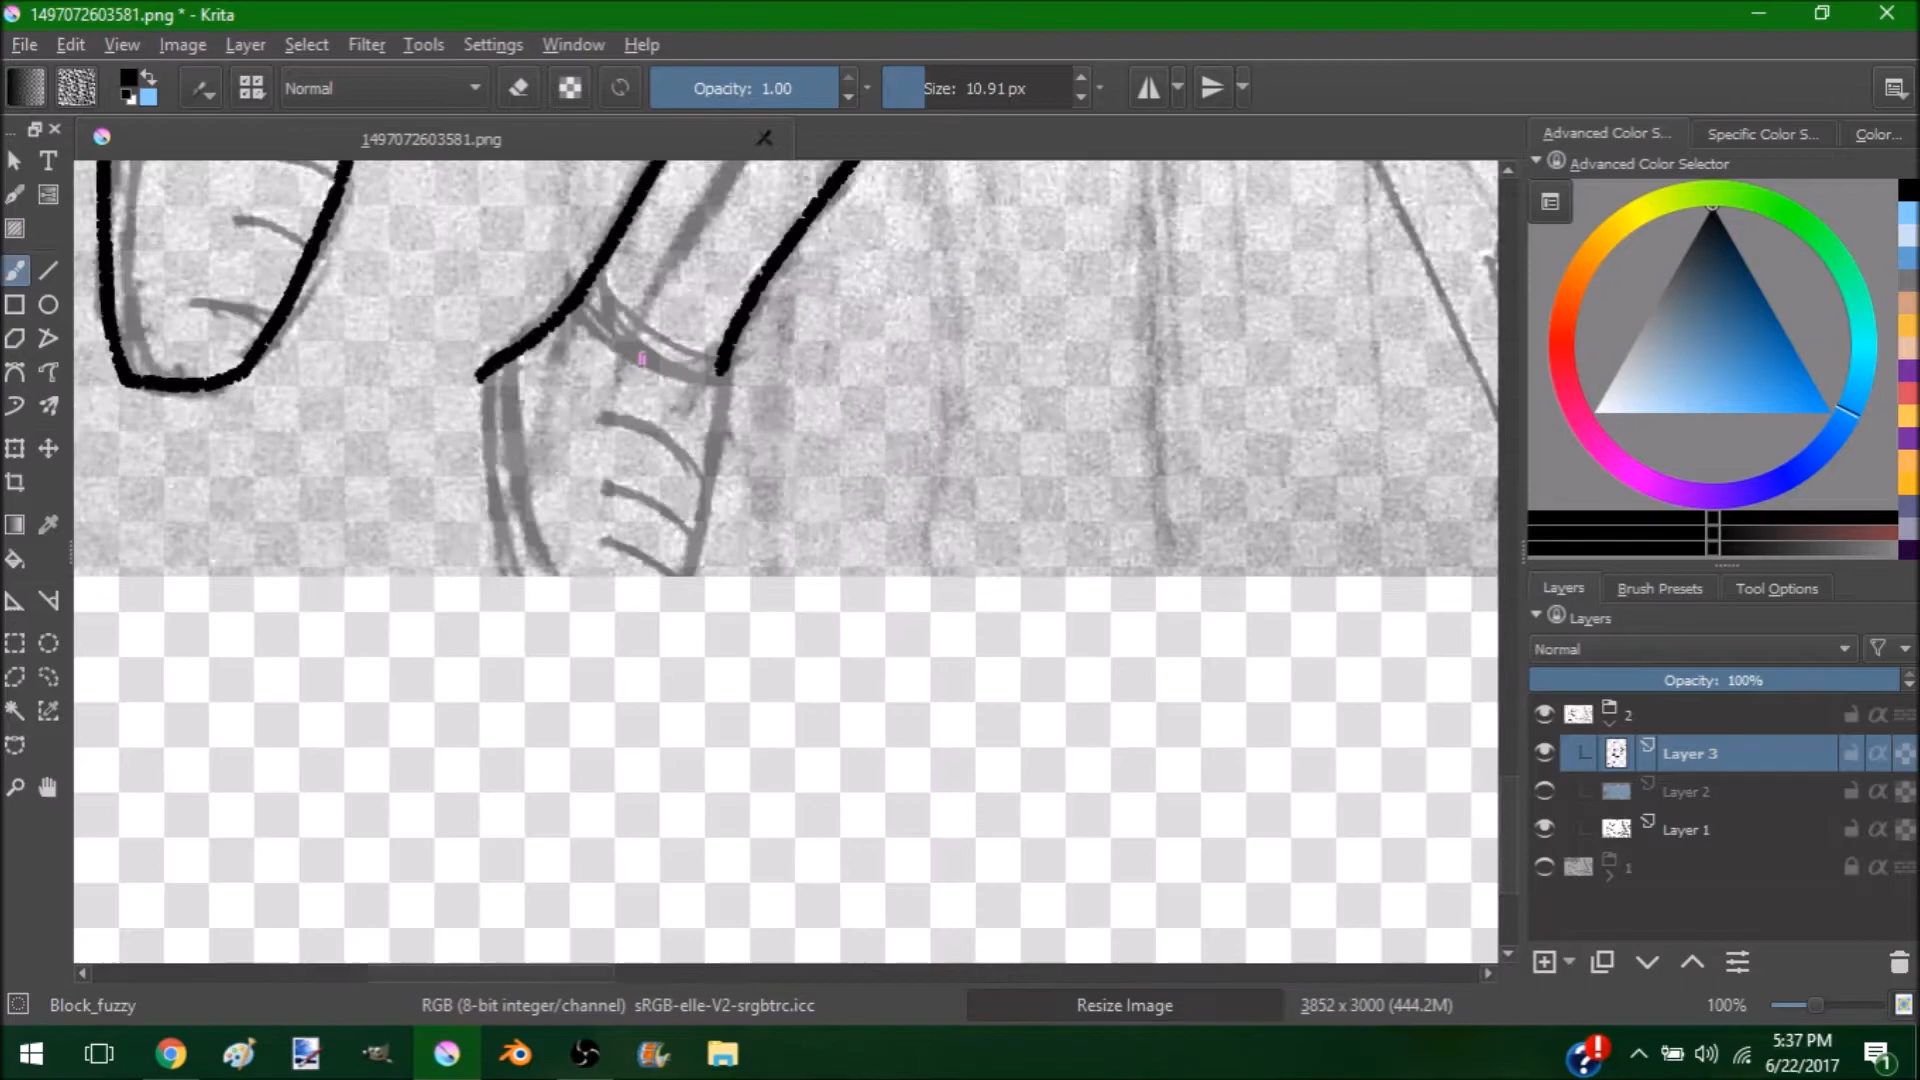 1497072603581.png * - Krita
File Edit View Image Layer Select Filter Tools Settings Window Help
Normal Opacity: 1.00 Size: 10.91 px
1497072603581.png
Advanced Color S... Specific Color S... Color...
Advanced Color Selector
Layers Brush Presets Tool Options
Layers
Normal
Opacity: 100%
2
Layer 3
Layer 2
Layer 1
1
Block_fuzzy RGB (8-bit integer/channel) sRGB-elle-V2-srgbtrc.icc Resize Image 3852 x 3000 (444.2M) 100%
5:37 PM
6/22/2017
1